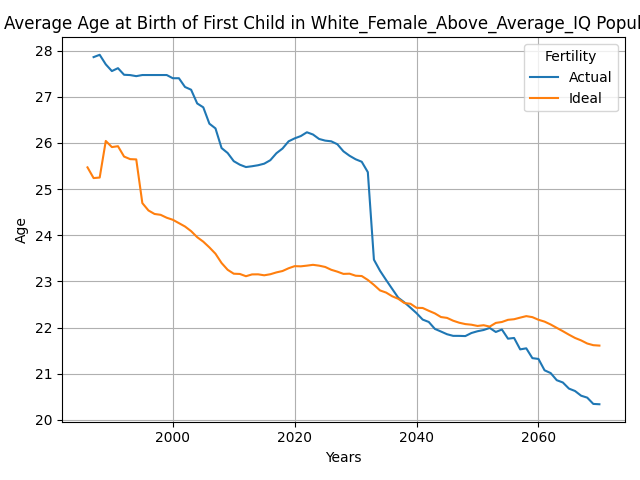 Average Age at Birth of First Child in White_Female_Above_Average_IQ Popul
28
27
26
25
24
23
22
21
20
Age
2000
2020
2040
2060
Years
Fertility
Actual
Ideal